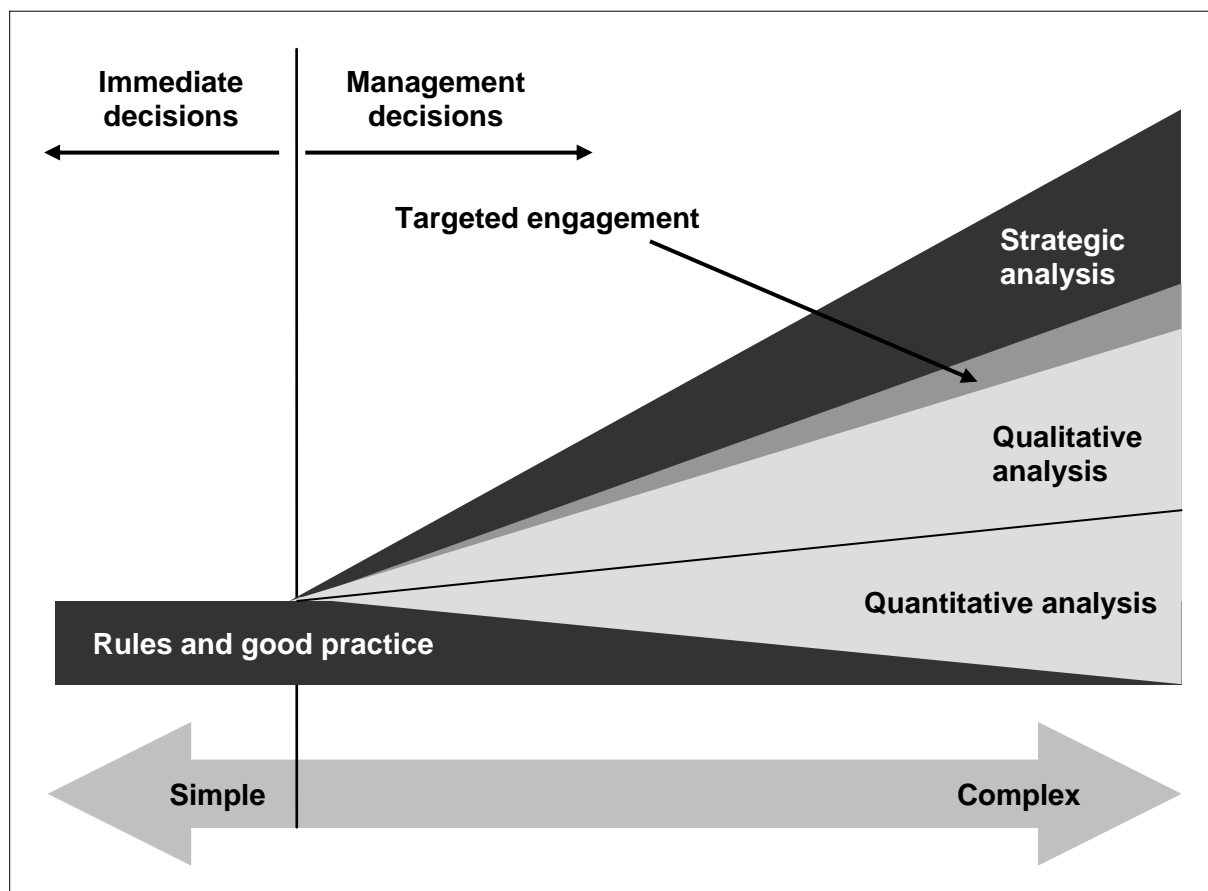 Immediate
decisions
Management
decisions
Targeted engagement
Strategic
analysis
Qualitative
analysis
Quantitative analysis
Rules and good practice
Simple
Complex